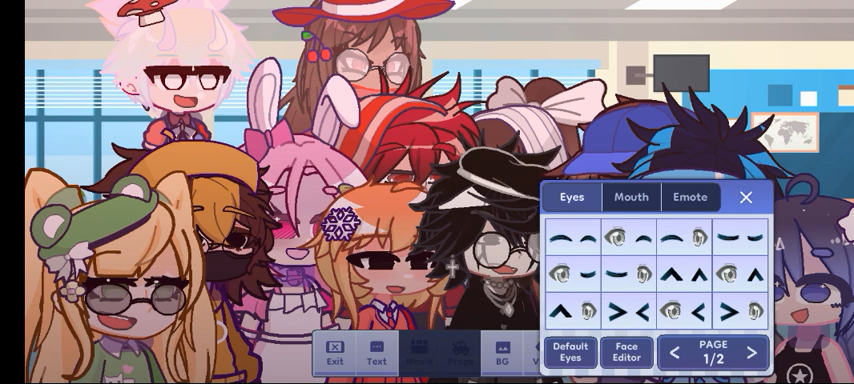 Eyes Mouth Emote
Exit Text BG
Default Eyes
Face Editor
PAGE
1/2